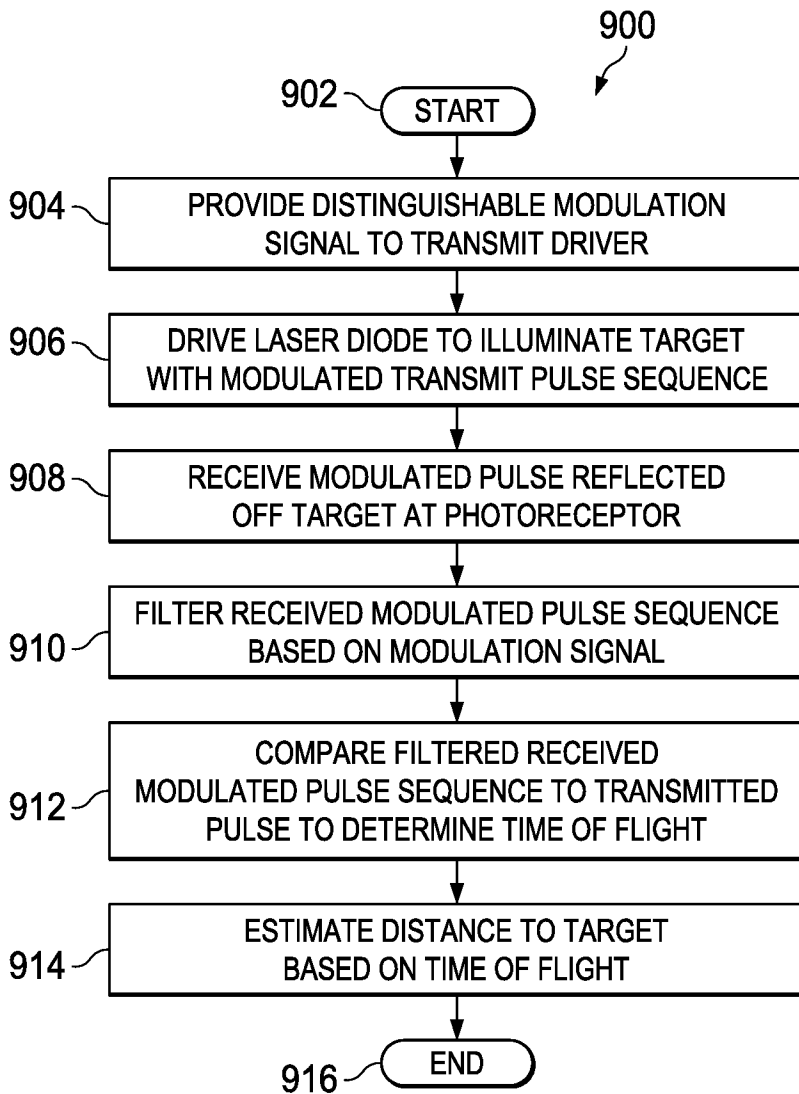 900
902
START
904
PROVIDE DISTINGUISHABLE MODULATION
SIGNAL TO TRANSMIT DRIVER
906
DRIVE LASER DIODE TO ILLUMINATE TARGET
WITH MODULATED TRANSMIT PULSE SEQUENCE
908
RECEIVE MODULATED PULSE REFLECTED
OFF TARGET AT PHOTORECEPTOR
910
FILTER RECEIVED MODULATED PULSE SEQUENCE
BASED ON MODULATION SIGNAL
912
COMPARE FILTERED RECEIVED
MODULATED PULSE SEQUENCE TO TRANSMITTED
PULSE TO DETERMINE TIME OF FLIGHT
914
ESTIMATE DISTANCE TO TARGET
BASED ON TIME OF FLIGHT
916
END